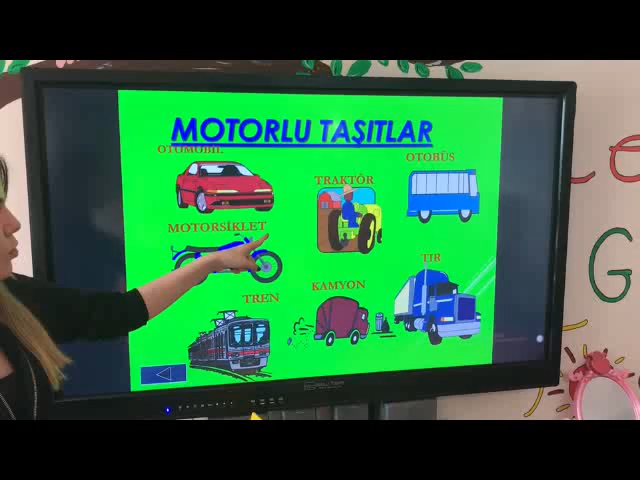 MOTORLU TAŞITLAR
OTOMOBİL
OTOBÜS
TRAKTÖR
MOTORSİKLET
TIR
KAMYON
TREN